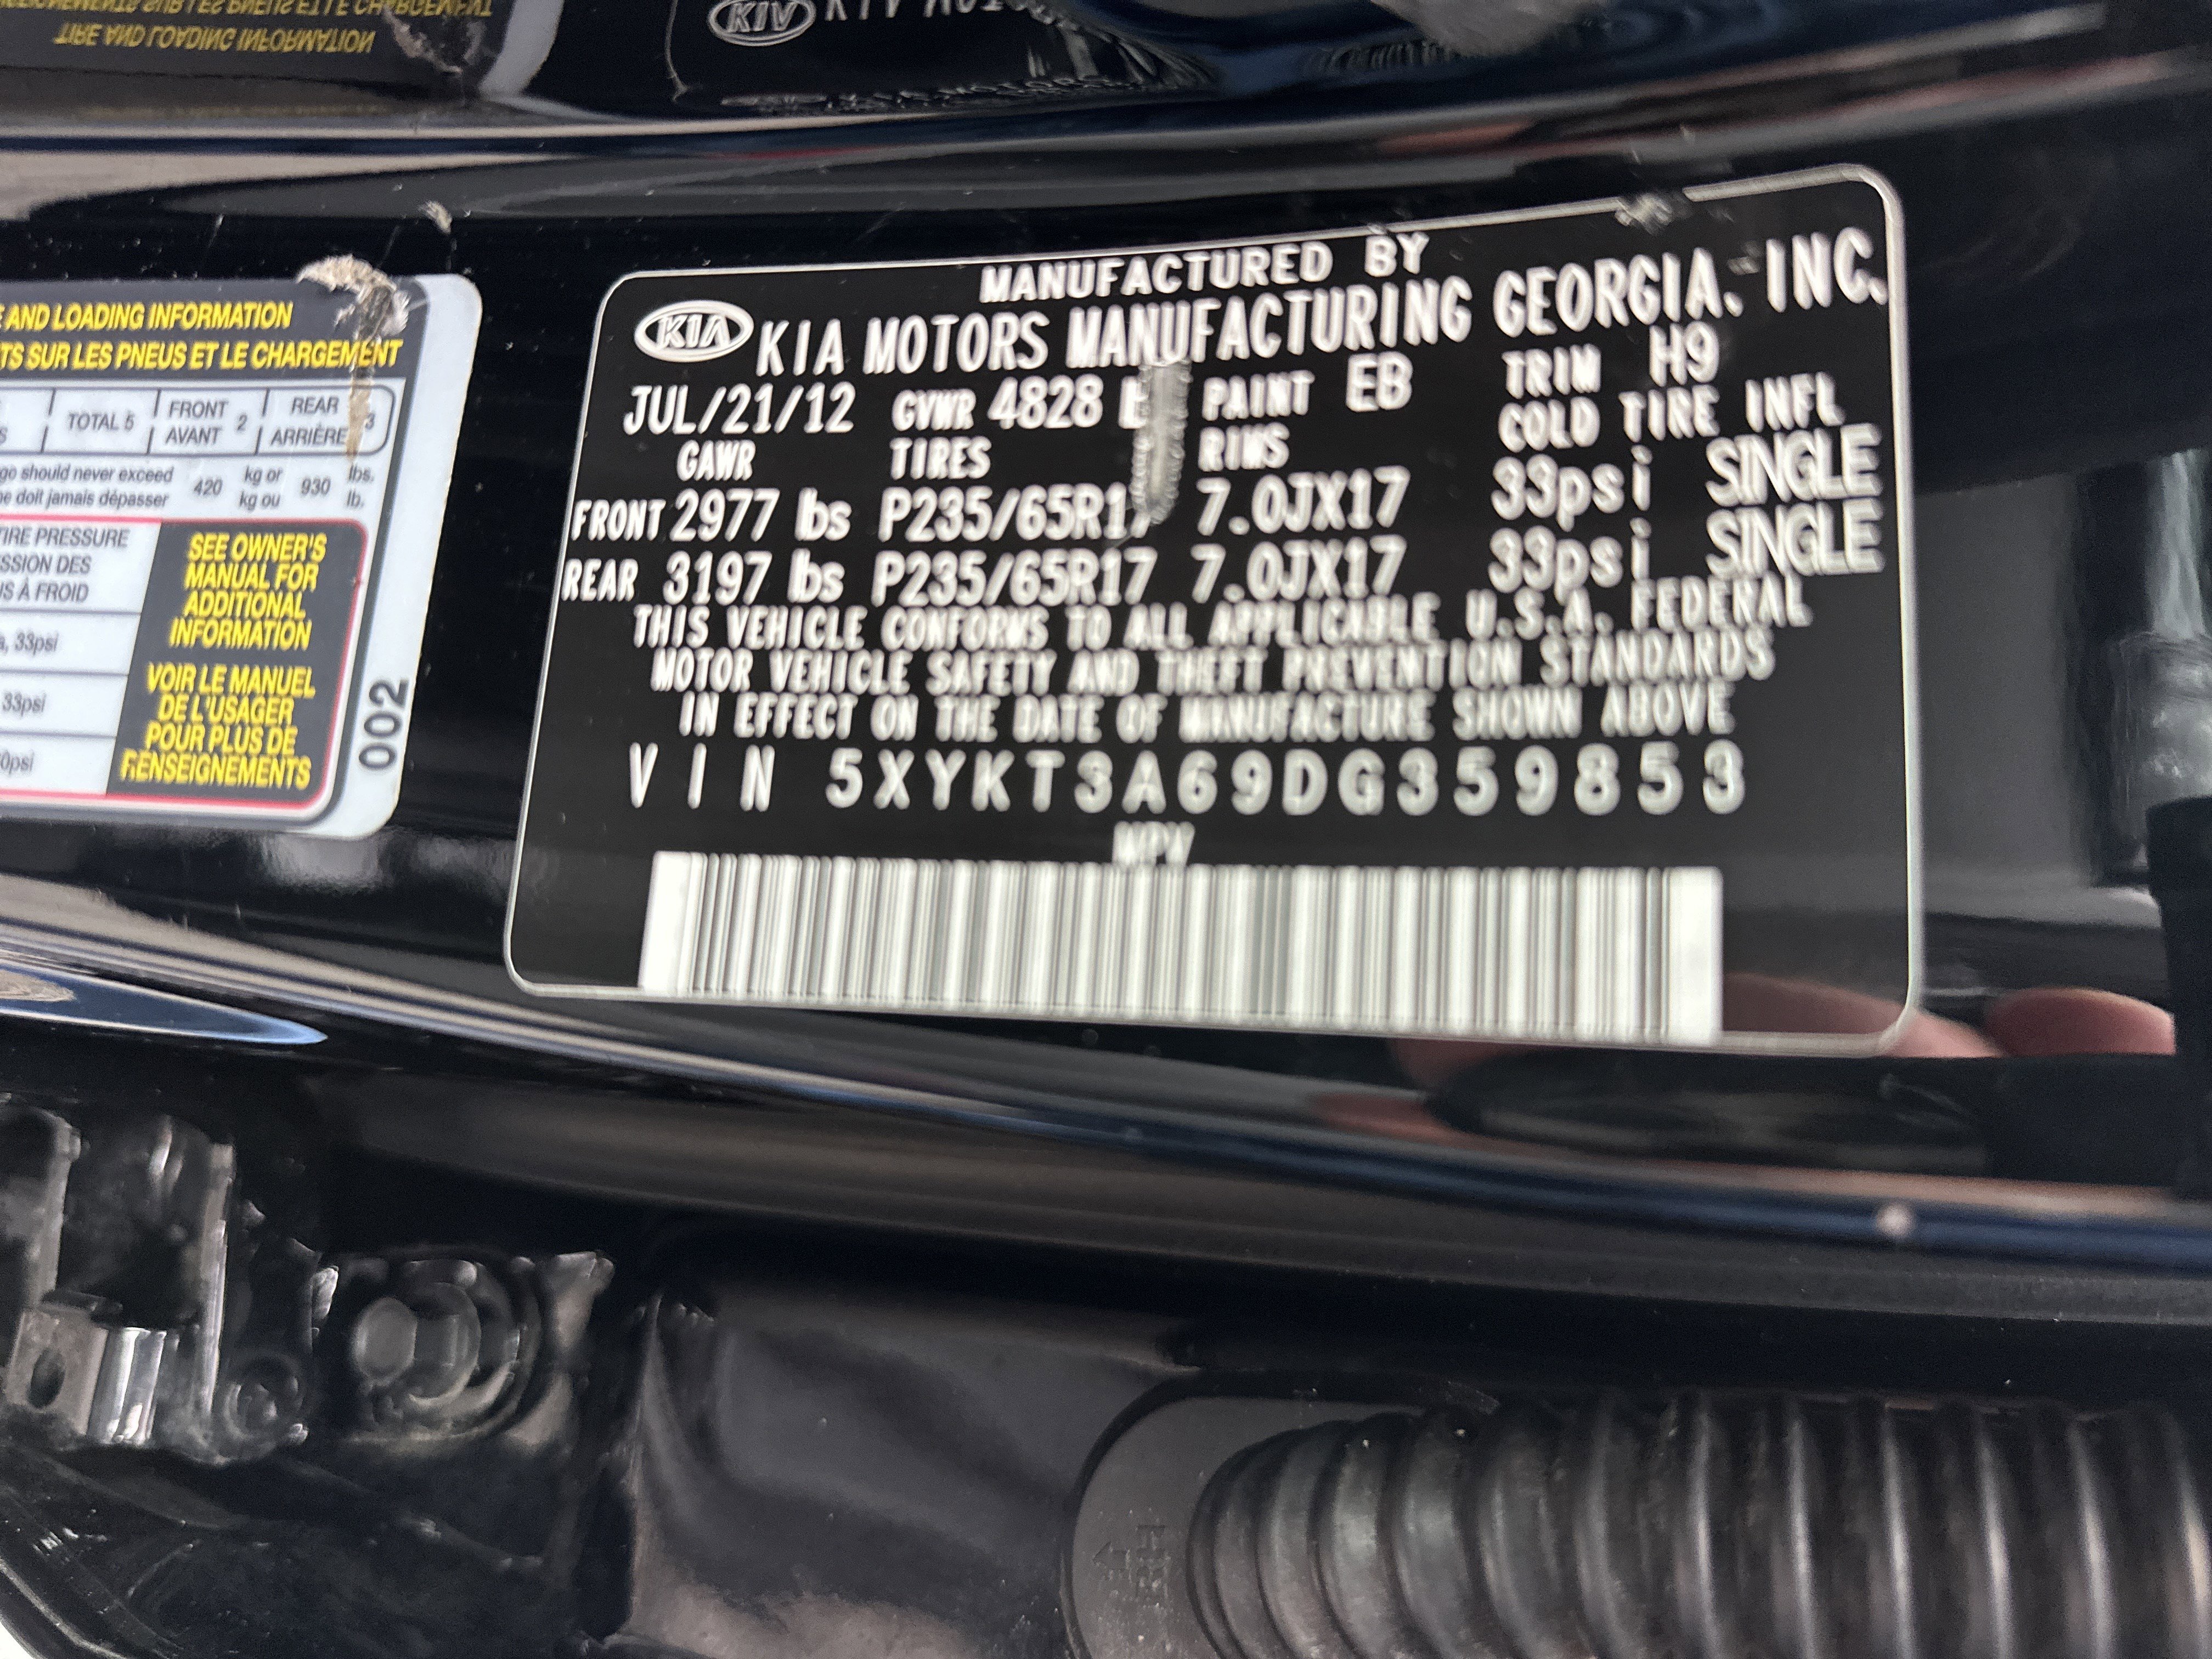 TIRE AND LOADING INFORMATION
KIA
AND LOADING INFORMATION
TS SUR LES PNEUS ET LE CHARGEMENT
TOTAL 5 FRONT 2 REAR 3
AVANT ARRIÈRE
go should never exceed 420 kg or 930 lbs.
ne doit jamais dépasser kg ou lb.
TIRE PRESSURE
SSION DES
S À FROID
33psi
33psi
0psi
SEE OWNER'S
MANUAL FOR
ADDITIONAL
INFORMATION
VOIR LE MANUEL
DE L'USAGER
POUR PLUS DE
RENSEIGNEMENTS
002
MANUFACTURED BY
KIA KIA MOTORS MANUFACTURING GEORGIA, INC.
JUL/21/12 GVWR 4828 PAINT EB TRIM H9
GAWR TIRES RIMS COLD TIRE INFL
FRONT 2977 lbs P235/65R17 7.0JX17 33psi SINGLE
REAR 3197 lbs P235/65R17 7.0JX17 33psi SINGLE
THIS VEHICLE CONFORMS TO ALL APPLICABLE U.S.A. FEDERAL
MOTOR VEHICLE SAFETY AND THEFT PREVENTION STANDARDS
IN EFFECT ON THE DATE OF MANUFACTURE SHOWN ABOVE
VIN 5XYKT3A69DG359853
MPV
RH